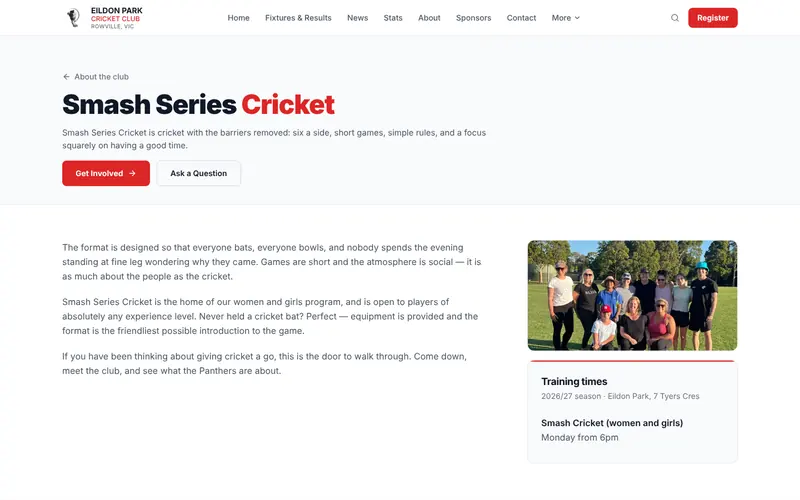 EILDON PARK
CRICKET CLUB
ROWVILLE, VIC
Home
Fixtures & Results
News
Stats
About
Sponsors
Contact
More
Register
About the club
Smash Series Cricket
Smash Series Cricket is cricket with the barriers removed: six a side, short games, simple rules, and a focus
squarely on having a good time.
Get Involved
Ask a Question
The format is designed so that everyone bats, everyone bowls, and nobody spends the evening
standing at fine leg wondering why they came. Games are short and the atmosphere is social — it is
as much about the people as the cricket.
Smash Series Cricket is the home of our women and girls program, and is open to players of
absolutely any experience level. Never held a cricket bat? Perfect — equipment is provided and the
format is the friendliest possible introduction to the game.
If you have been thinking about giving cricket a go, this is the door to walk through. Come down,
meet the club, and see what the Panthers are about.
Training times
2026/27 season · Eildon Park, 7 Tyers Cres
Smash Cricket (women and girls)
Monday from 6pm